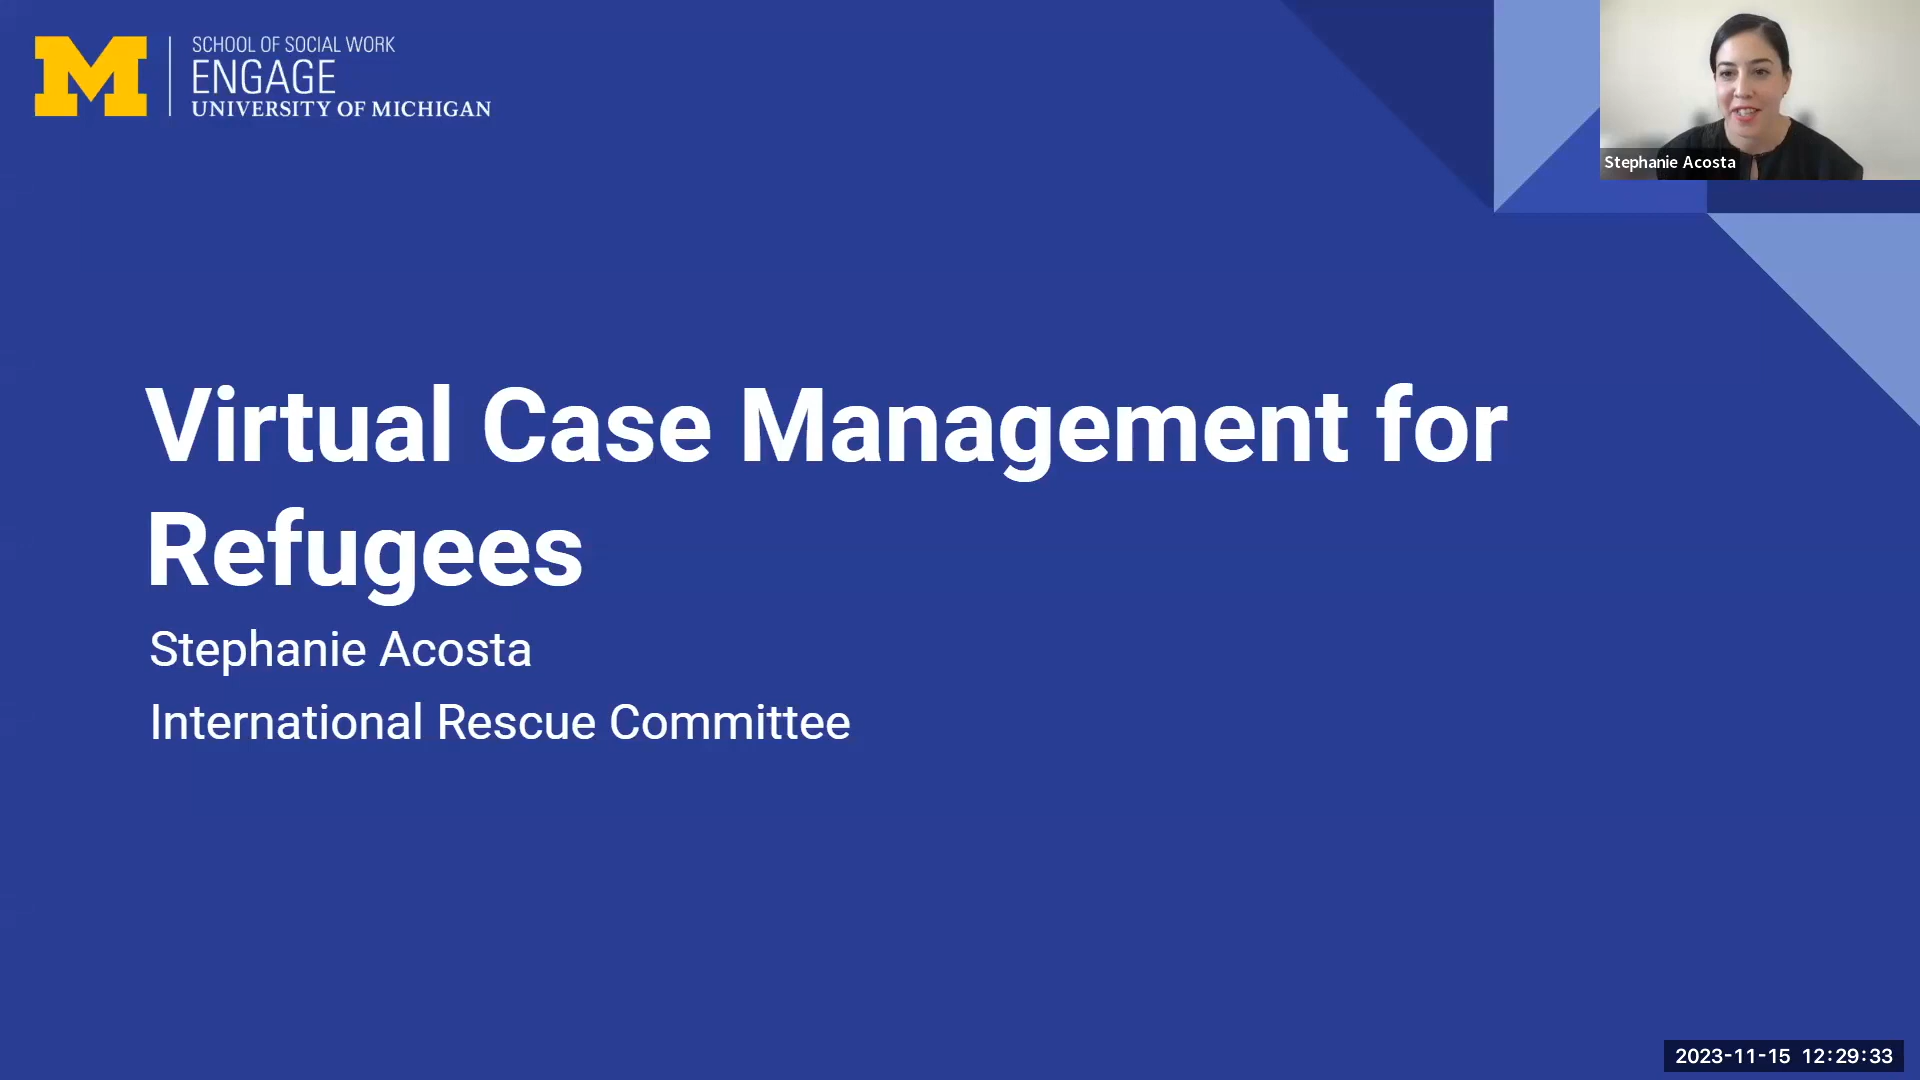 M
SCHOOL OF SOCIAL WORK
ENGAGE
UNIVERSITY OF MICHIGAN
Stephanie Acosta
Virtual Case Management for
Refugees
Stephanie Acosta
International Rescue Committee
2023-11-15 12:29:33